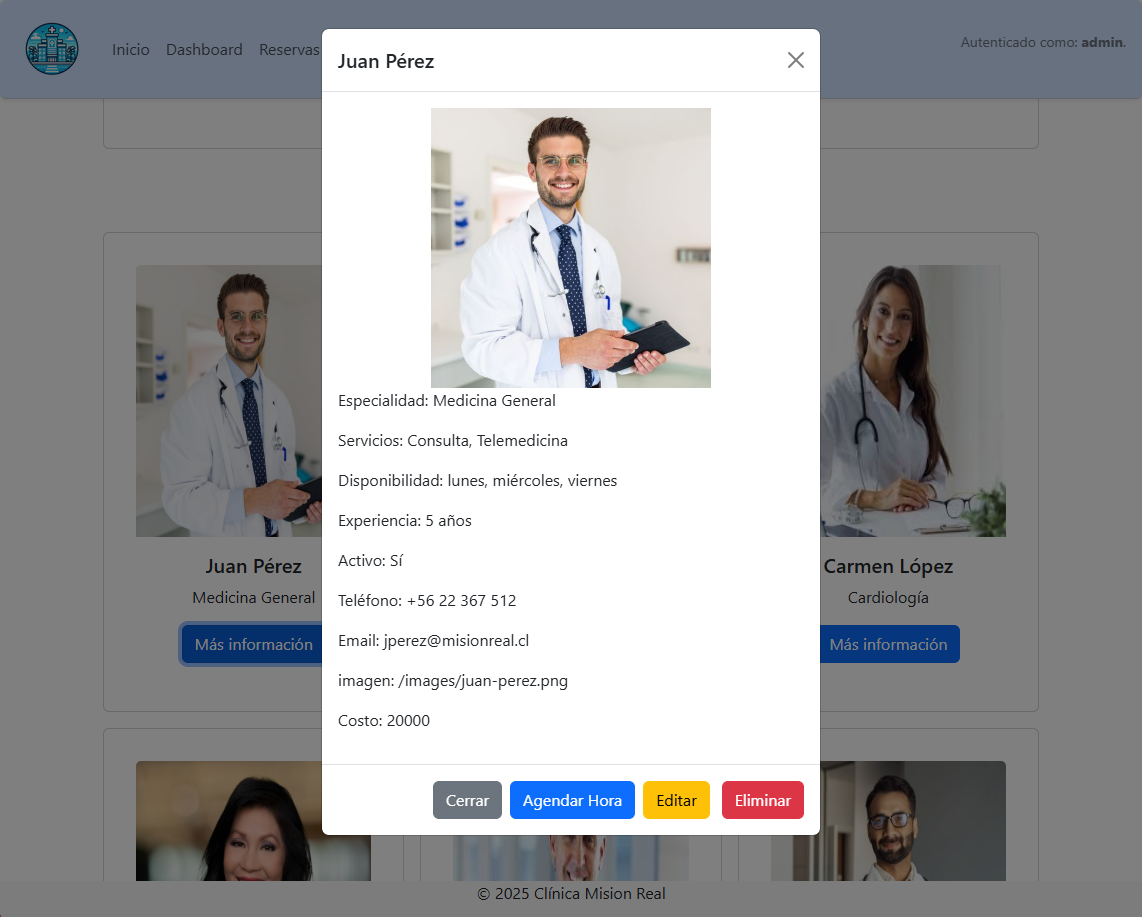 Inicio Dashboard Reservas
Autenticado como: admin.
Juan Pérez
Especialidad: Medicina General
Servicios: Consulta, Telemedicina
Disponibilidad: lunes, miércoles, viernes
Experiencia: 5 años
Activo: Sí
Teléfono: +56 22 367 512
Email: jperez@misionreal.cl
imagen: /images/juan-perez.png
Costo: 20000
Cerrar Agendar Hora Editar Eliminar
Juan Pérez
Medicina General
Más información
Carmen López
Cardiología
Más información
© 2025 Clínica Mision Real